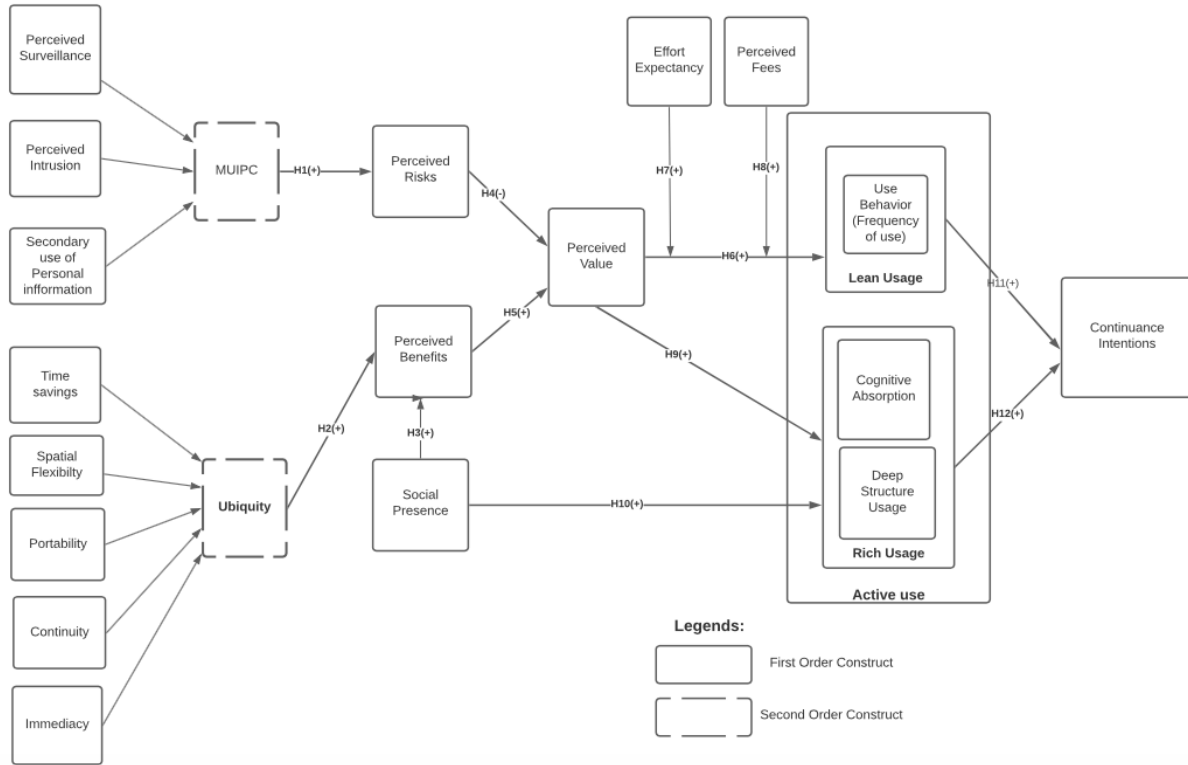 Perceived
Surveillance
Perceived
Intrusion
Secondary
use of
Personal
infformation
MUIPC
H1(+)
Perceived
Risks
H4(-)
Effort
Expectancy
Perceived
Fees
H7(+)
H8(+)
Perceived
Value
H6(+)
Use
Behavior
(Frequency
of use)
Lean Usage
H11(+)
Continuance
Intentions
Time
savings
Spatial
Flexibilty
Portability
Continuity
Immediacy
Ubiquity
H2(+)
Perceived
Benefits
H5(+)
H3(+)
Social
Presence
H9(+)
H10(+)
Cognitive
Absorption
Deep
Structure
Usage
Rich Usage
H12(+)
Active use
Legends:
First Order Construct
Second Order Construct